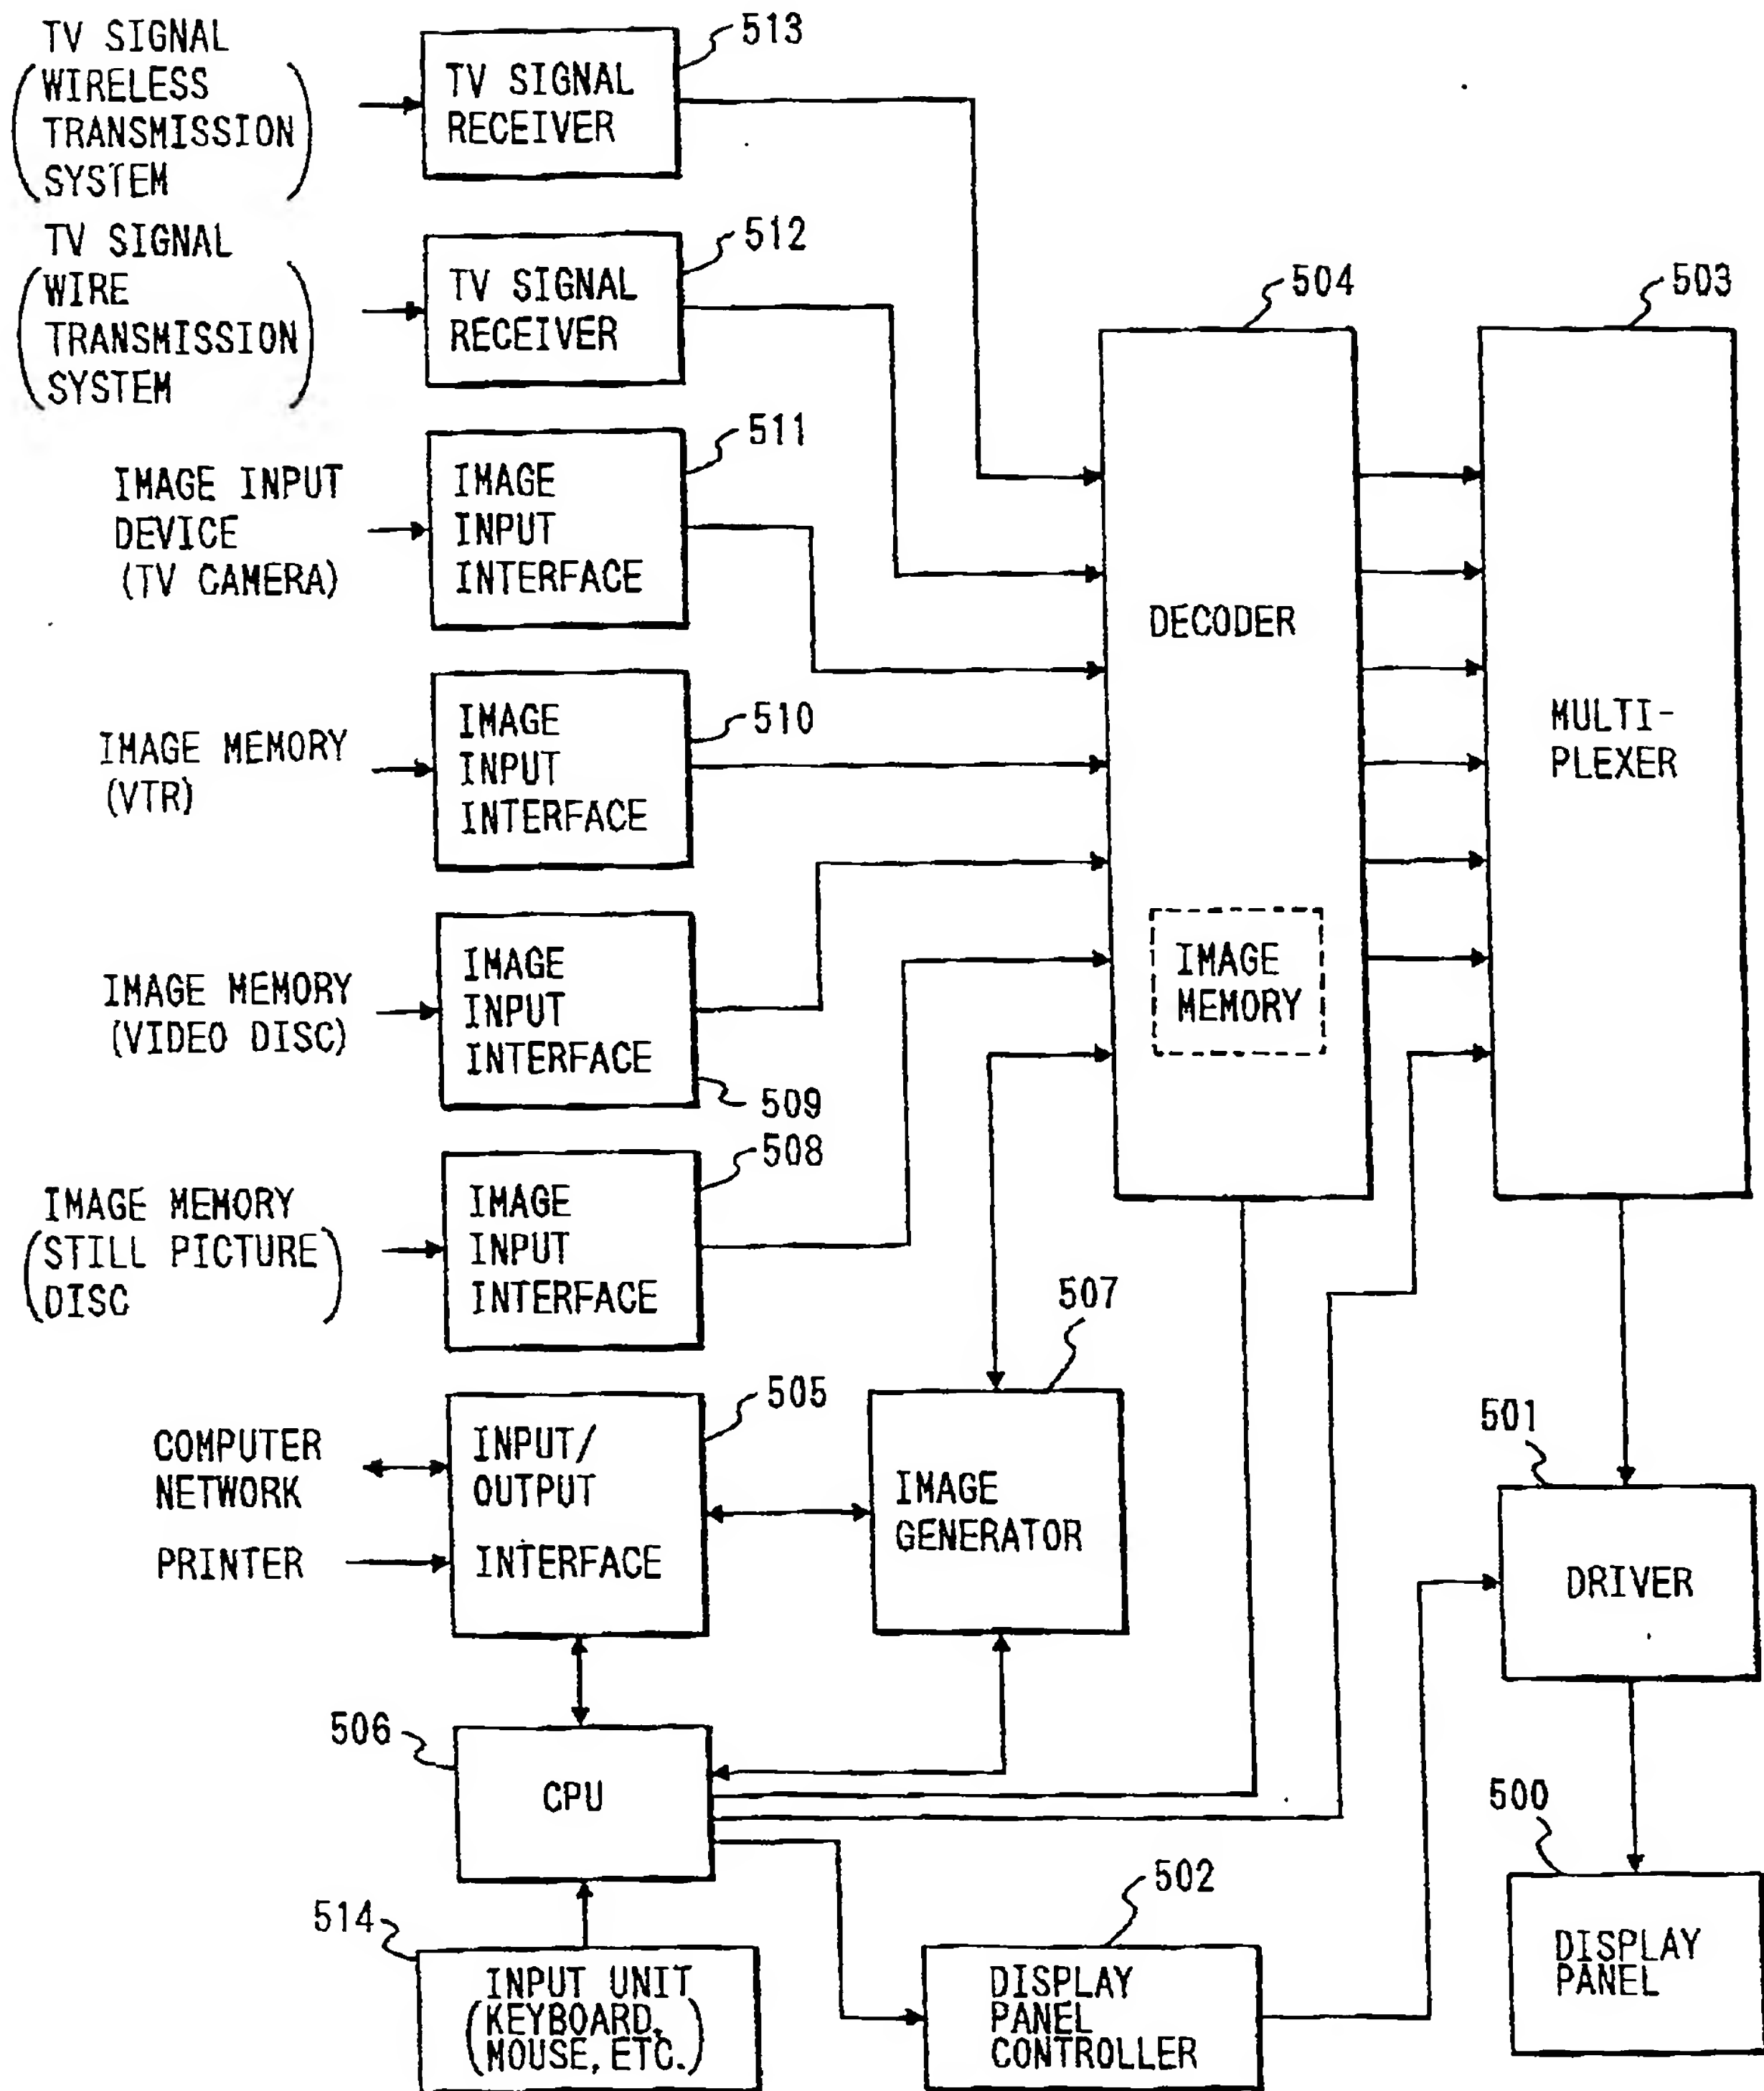 TV SIGNAL
(WIRELESS
TRANSMISSION
SYSTEM)
513
TV SIGNAL
RECEIVER
TV SIGNAL
(WIRE
TRANSMISSION
SYSTEM)
512
TV SIGNAL
RECEIVER
504
503
511
IMAGE INPUT
DEVICE
(TV CAMERA)
IMAGE
INPUT
INTERFACE
DECODER
MULTI-
PLEXER
510
IMAGE MEMORY
(VTR)
IMAGE
INPUT
INTERFACE
IMAGE
MEMORY
IMAGE MEMORY
(VIDEO DISC)
IMAGE
INPUT
INTERFACE
509
508
IMAGE MEMORY
(STILL PICTURE
DISC)
IMAGE
INPUT
INTERFACE
507
505
COMPUTER
NETWORK
PRINTER
INPUT/
OUTPUT
INTERFACE
IMAGE
GENERATOR
501
DRIVER
506
CPU
500
DISPLAY
PANEL
514
INPUT UNIT
(KEYBOARD,
MOUSE, ETC.)
502
DISPLAY
PANEL
CONTROLLER